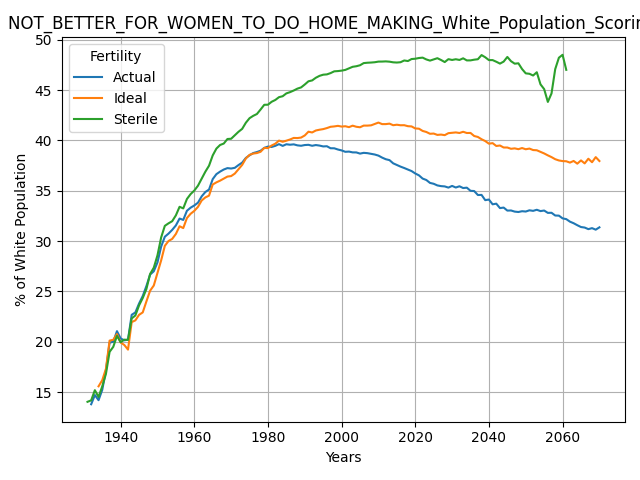 NOT_BETTER_FOR_WOMEN_TO_DO_HOME_MAKING_White_Population_Scorin
Fertility
Actual
Ideal
Sterile
% of White Population
50
45
40
35
30
25
20
15
1940 1960 1980 2000 2020 2040 2060
Years